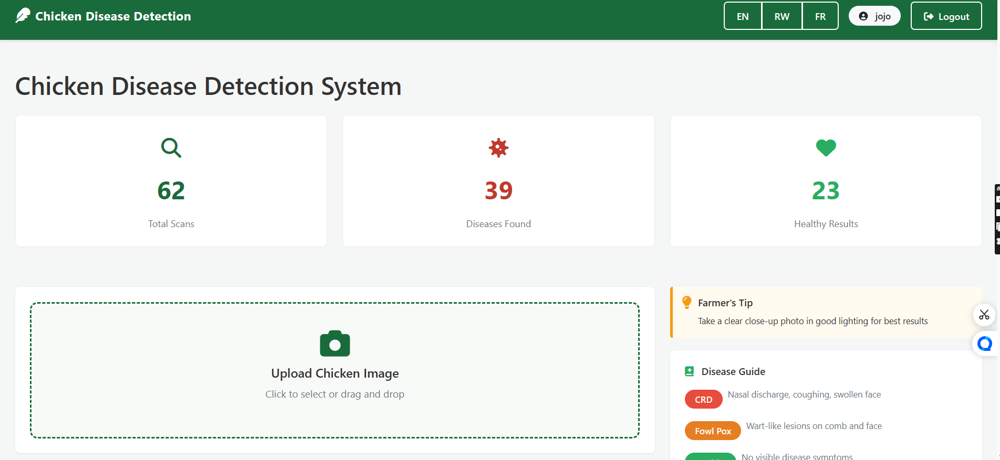 Chicken Disease Detection
EN
RW
FR
jojo
Logout
Chicken Disease Detection System
62
Total Scans
39
Diseases Found
23
Healthy Results
Upload Chicken Image
Click to select or drag and drop
Farmer's Tip
Take a clear close-up photo in good lighting for best results
Disease Guide
CRD
Nasal discharge, coughing, swollen face
Fowl Pox
Wart-like lesions on comb and face
No visible disease symptoms